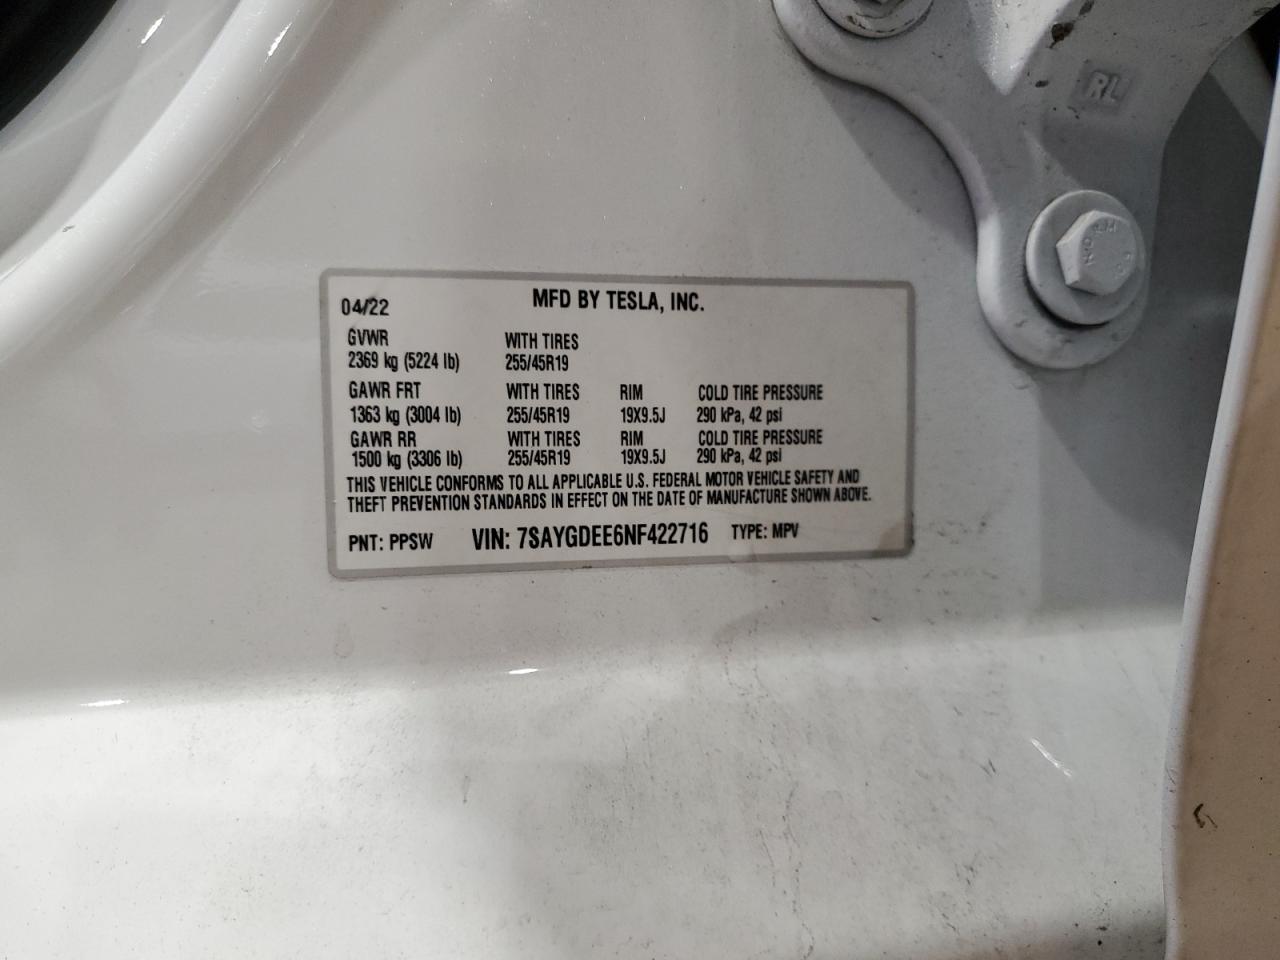 RL
04/22 MFD BY TESLA, INC.
GVWR WITH TIRES
2369 kg (5224 lb) 255/45R19
GAWR FRT WITH TIRES RIM COLD TIRE PRESSURE
1363 kg (3004 lb) 255/45R19 19X9.5J 290 kPa, 42 psi
GAWR RR WITH TIRES RIM COLD TIRE PRESSURE
1500 kg (3306 lb) 255/45R19 19X9.5J 290 kPa, 42 psi
THIS VEHICLE CONFORMS TO ALL APPLICABLE U.S. FEDERAL MOTOR VEHICLE SAFETY AND
THEFT PREVENTION STANDARDS IN EFFECT ON THE DATE OF MANUFACTURE SHOWN ABOVE.
PNT: PPSW VIN: 7SAYGDEE6NF422716 TYPE: MPV